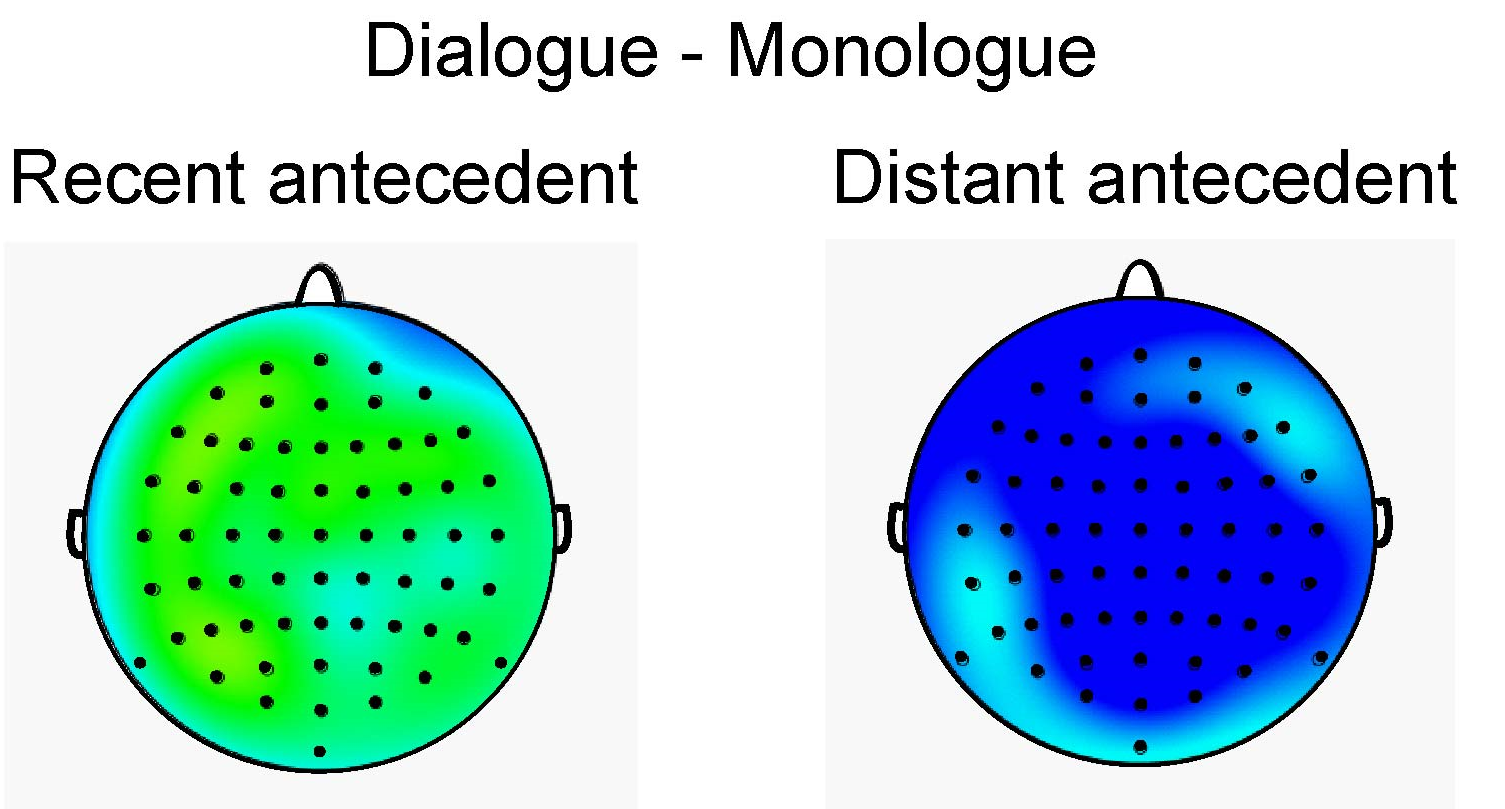 Dialogue - Monologue
Recent antecedent
Distant antecedent